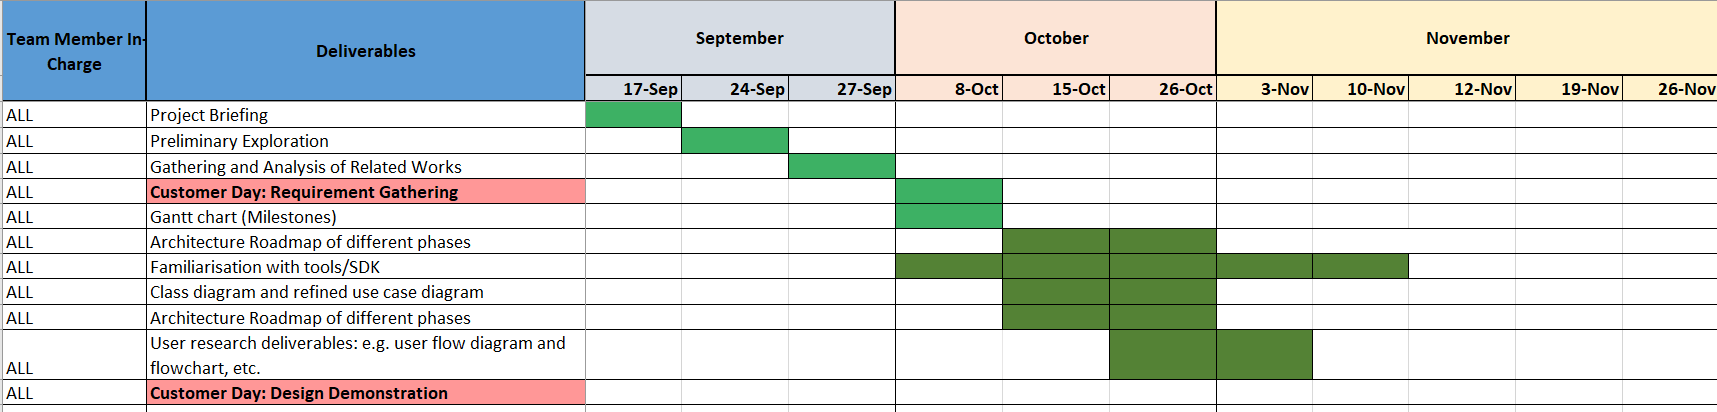 Team Member In-
Charge
Deliverables
September
October
November
17-Sep 24-Sep 27-Sep 8-Oct 15-Oct 26-Oct 3-Nov 10-Nov 12-Nov 19-Nov 26-Nov
ALL Project Briefing
ALL Preliminary Exploration
ALL Gathering and Analysis of Related Works
ALL Customer Day: Requirement Gathering
ALL Gantt chart (Milestones)
ALL Architecture Roadmap of different phases
ALL Familiarisation with tools/SDK
ALL Class diagram and refined use case diagram
ALL Architecture Roadmap of different phases
User research deliverables: e.g. user flow diagram and
ALL flowchart, etc.
ALL Customer Day: Design Demonstration